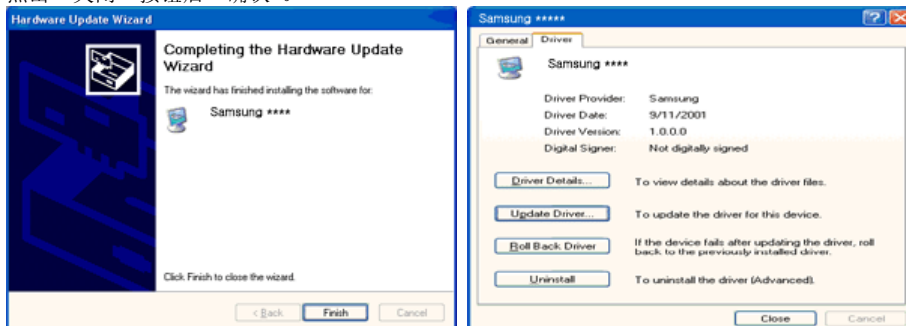 Hardware Update Wizard
Completing the Hardware Update
Wizard
The wizard has finished installing the software for:
Samsung ****
Click Finish to close the wizard.
< Back
Finish
Cancel
Samsung *****
General
Driver
Samsung ****
Driver Provider: Samsung
Driver Date: 9/11/2001
Driver Version: 1.0.0.0
Digital Signer: Not digitally signed
Driver Details... To view details about the driver files.
Update Driver... To update the driver for this device.
Roll Back Driver If the device fails after updating the driver, roll
back to the previously installed driver.
Uninstall To uninstall the driver (Advanced).
Close
Cancel